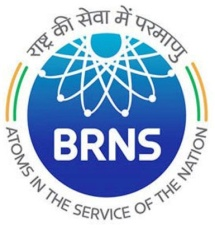 राष्ट्र की सेवा में परमाणु
BRNS
ATOMS IN THE SERVICE OF THE NATION